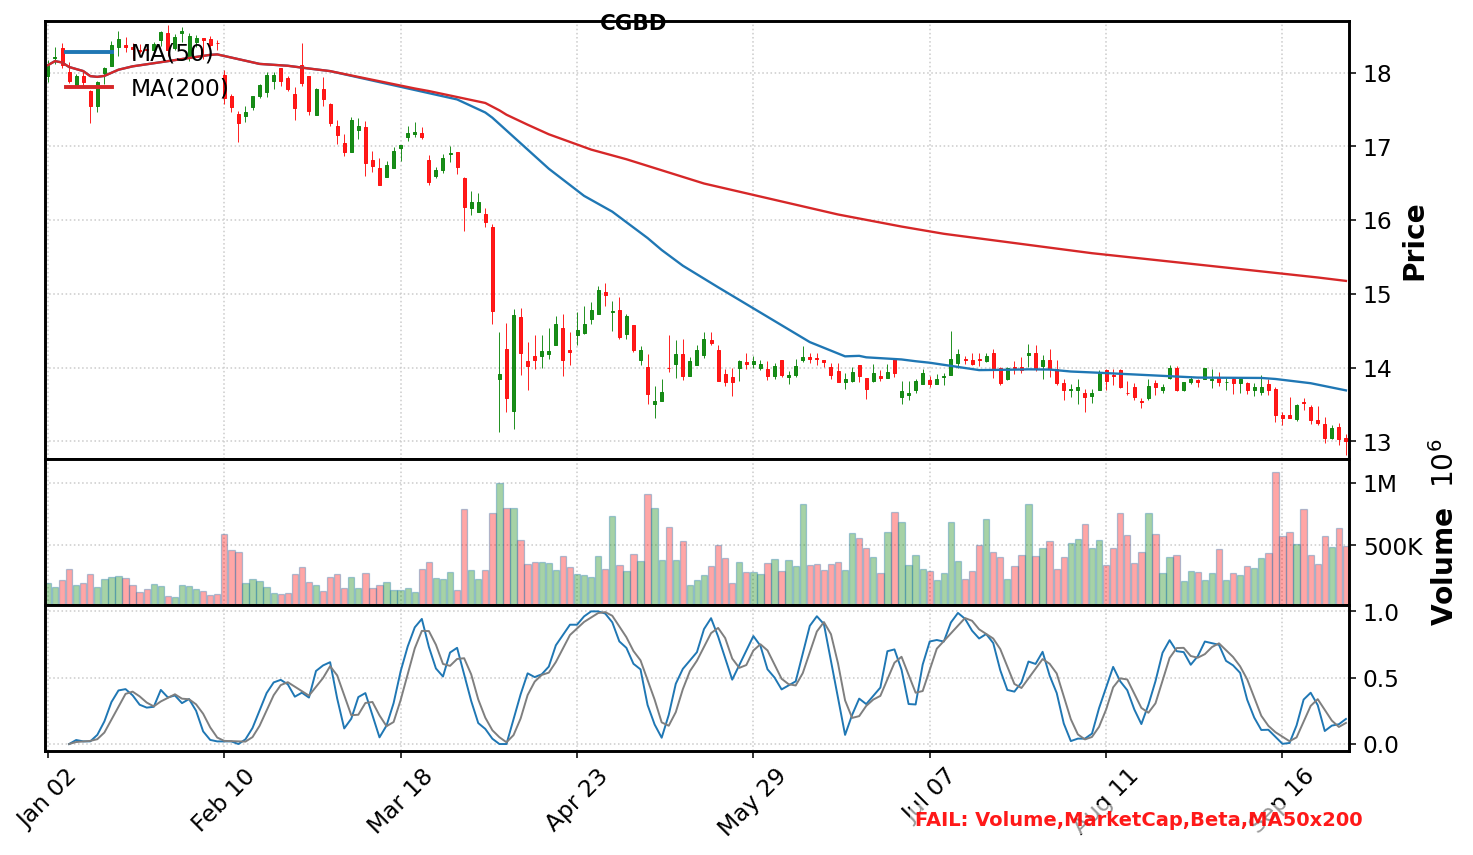 CGBD
MA(50)
MA(200)
18
17
16
15
14
13
Price
1M
500K
Volume 10^6
1.0
0.5
0.0
Jan 02
Feb 10
Mar 18
Apr 23
May 29
Jul 07
Aug 11
Sep 16
FAIL: Volume,MarketCap,Beta,MA50x200